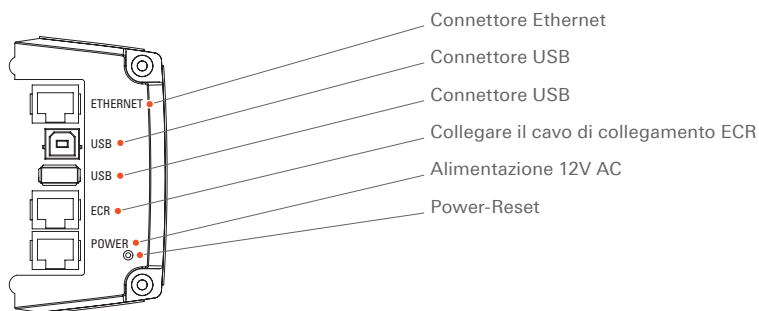 Connettore Ethernet
Connettore USB
Connettore USB
Collegare il cavo di collegamento ECR
Alimentazione 12V AC
Power-Reset
ETHERNET
USB
USB
ECR
POWER